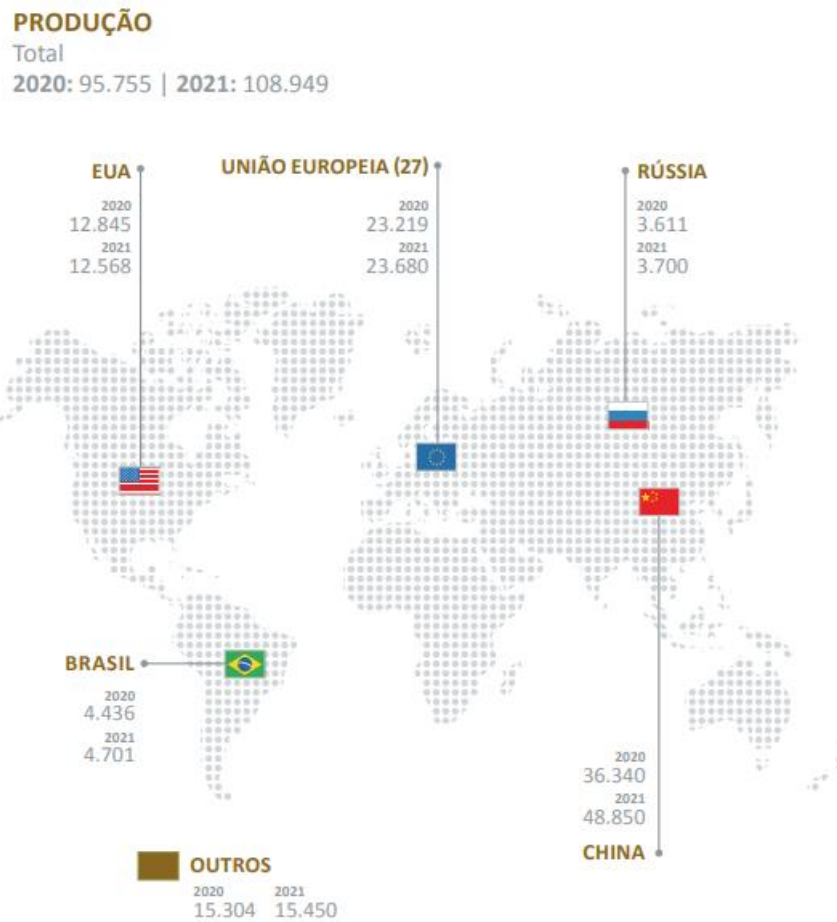 PRODUÇÃO
Total
2020: 95.755 | 2021: 108.949
EUA
2020
12.845
2021
12.568
UNIÃO EUROPEIA (27)
2020
23.219
2021
23.680
RÚSSIA
2020
3.611
2021
3.700
BRASIL
2020
4.436
2021
4.701
2020
36.340
2021
48.850
CHINA
OUTROS
2020 2021
15.304 15.450